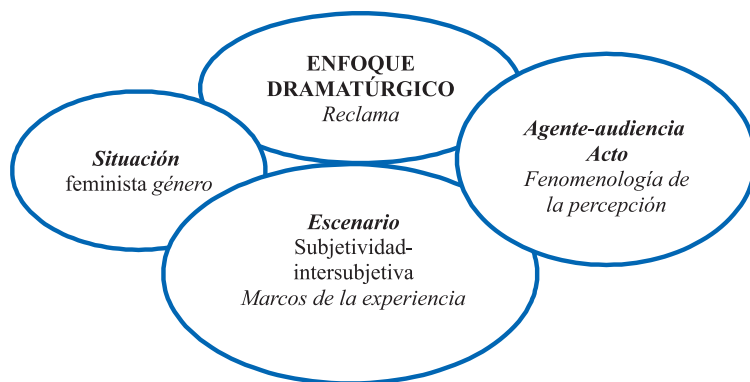 ENFOQUE
DRAMATÚRGICO
Reclama
Situación
feminista género
Agente-audiencia
Acto
Fenomenología de
la percepción
Escenario
Subjetividad-
intersubjetiva
Marcos de la experiencia